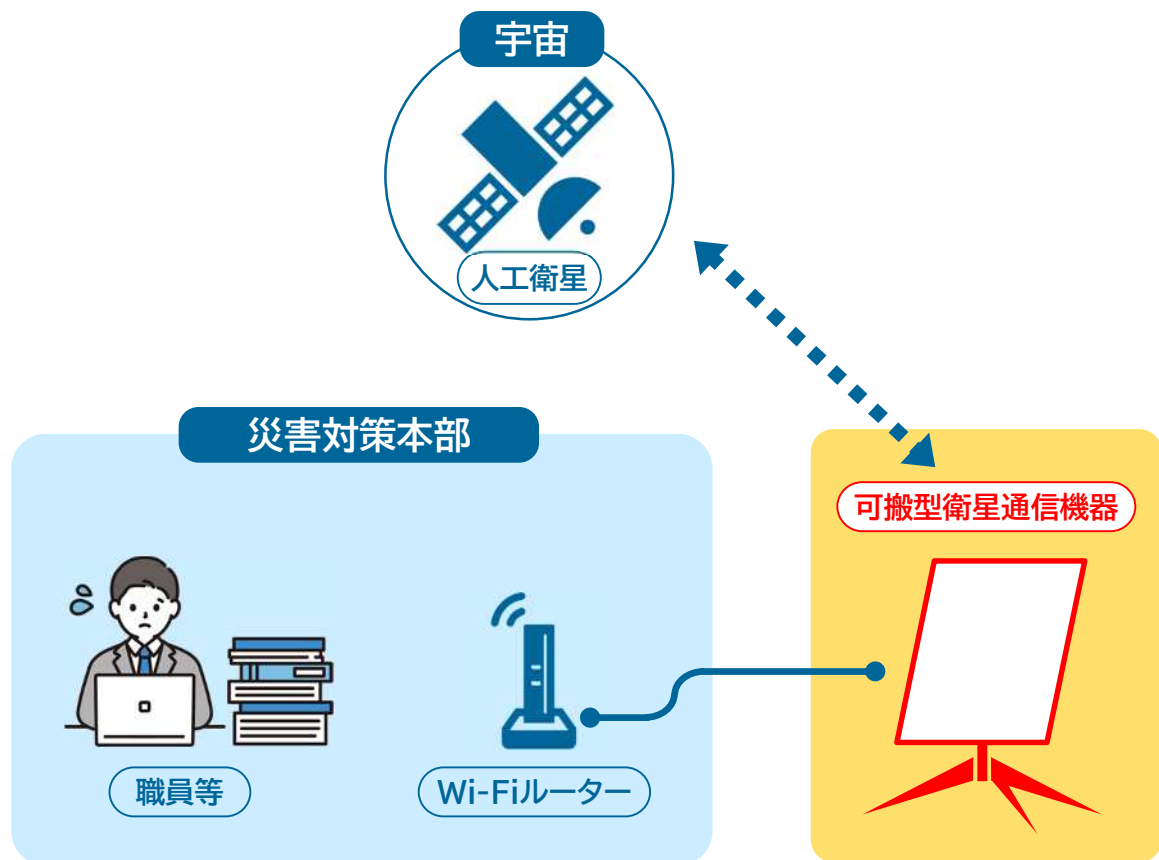 宇宙
人工衛星
災害対策本部
可搬型衛星通信機器
職員等
Wi-Fiルーター